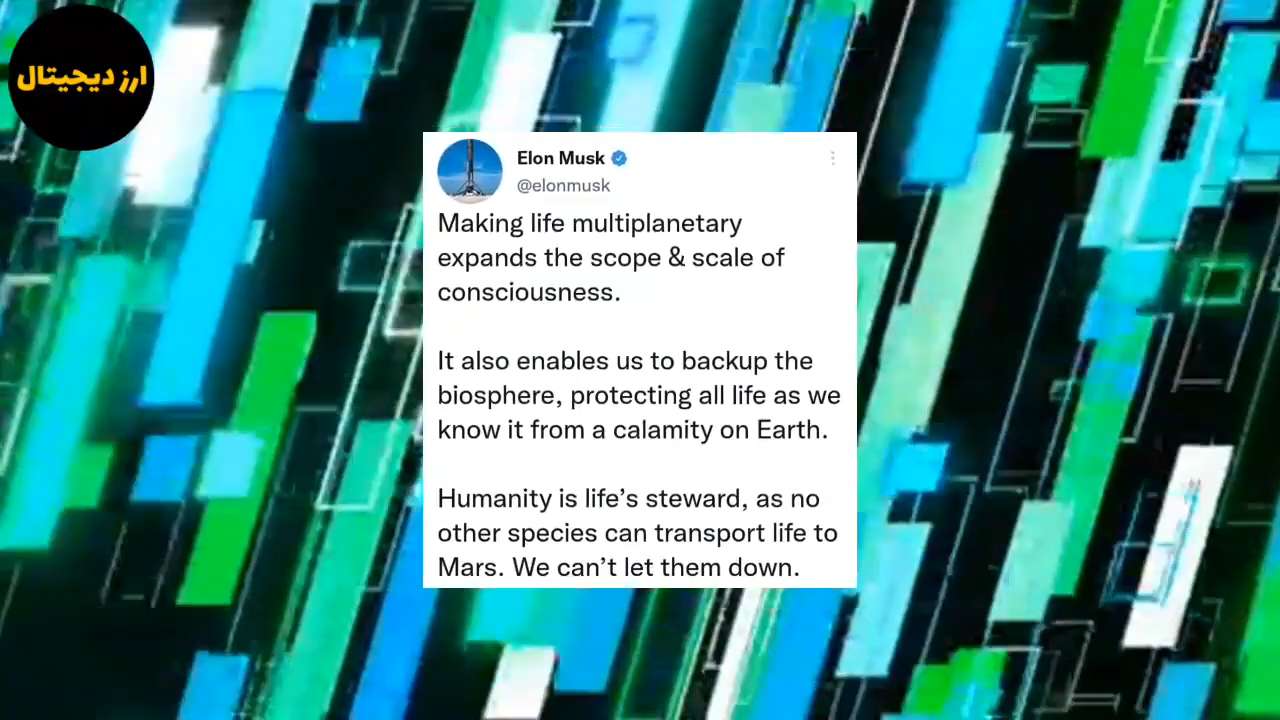 ارز دیجیتال
Elon Musk
@elonmusk
Making life multiplanetary
expands the scope & scale of
consciousness.
It also enables us to backup the
biosphere, protecting all life as we
know it from a calamity on Earth.
Humanity is life’s steward, as no
other species can transport life to
Mars. We can’t let them down.